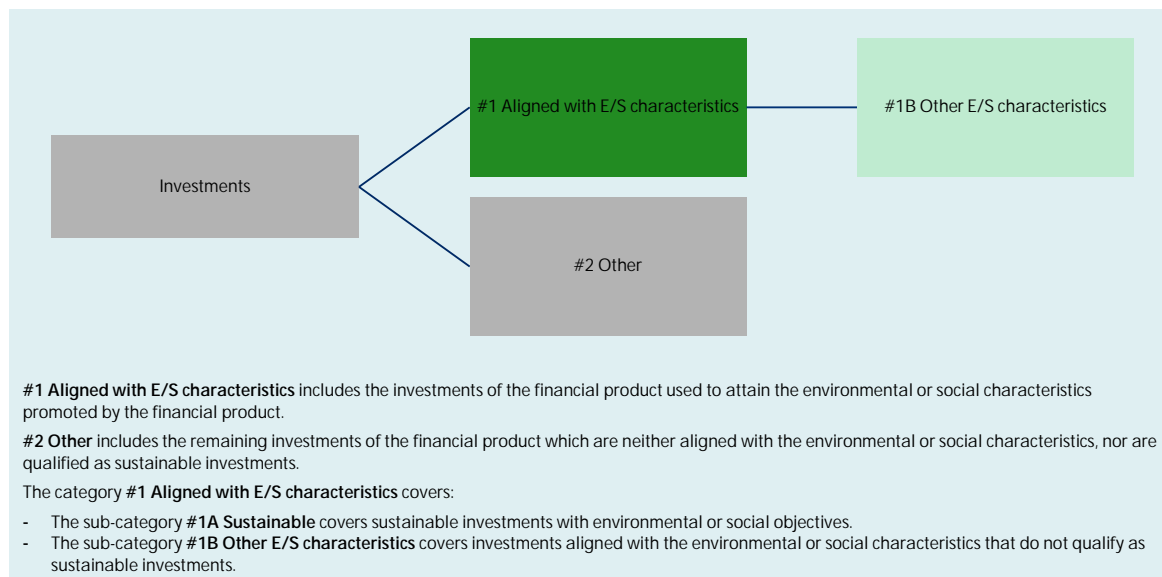 #1 Aligned with E/S characteristics
#1B Other E/S characteristics
Investments
#2 Other
#1 Aligned with E/S characteristics includes the investments of the financial product used to attain the environmental or social characteristics
promoted by the financial product.
#2 Other includes the remaining investments of the financial product which are neither aligned with the environmental or social characteristics, nor are
qualified as sustainable investments.
The category #1 Aligned with E/S characteristics covers:
- The sub-category #1A Sustainable covers sustainable investments with environmental or social objectives.
- The sub-category #1B Other E/S characteristics covers investments aligned with the environmental or social characteristics that do not qualify as
sustainable investments.